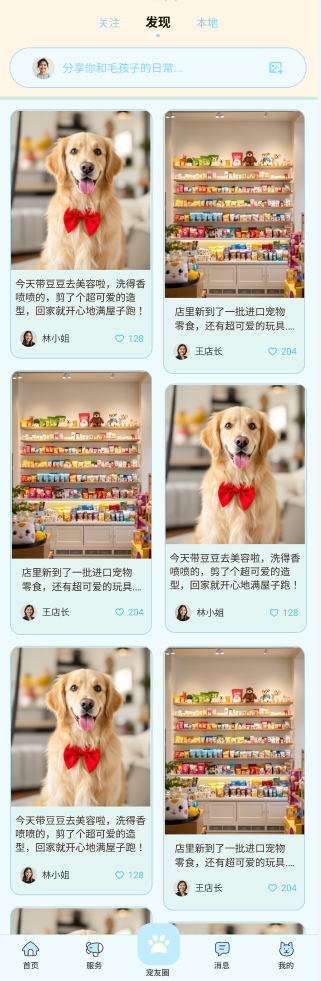 关注 发现 本地
分享你和毛孩子的日常...
今天带豆豆去美容啦，洗得香
喷喷的，剪了个超可爱的造
型，回家就开心地满屋子跑！
林小姐 128
店里新到了一批进口宠物
零食，还有超可爱的玩具....
王店长 204
店里新到了一批进口宠物
零食，还有超可爱的玩具....
王店长 204
今天带豆豆去美容啦，洗得香
喷喷的，剪了个超可爱的造
型，回家就开心地满屋子跑！
林小姐 128
今天带豆豆去美容啦，洗得香
喷喷的，剪了个超可爱的造
型，回家就开心地满屋子跑！
林小姐 128
店里新到了一批进口宠物
零食，还有超可爱的玩具....
王店长 204
首页 服务 宠友圈 消息 我的